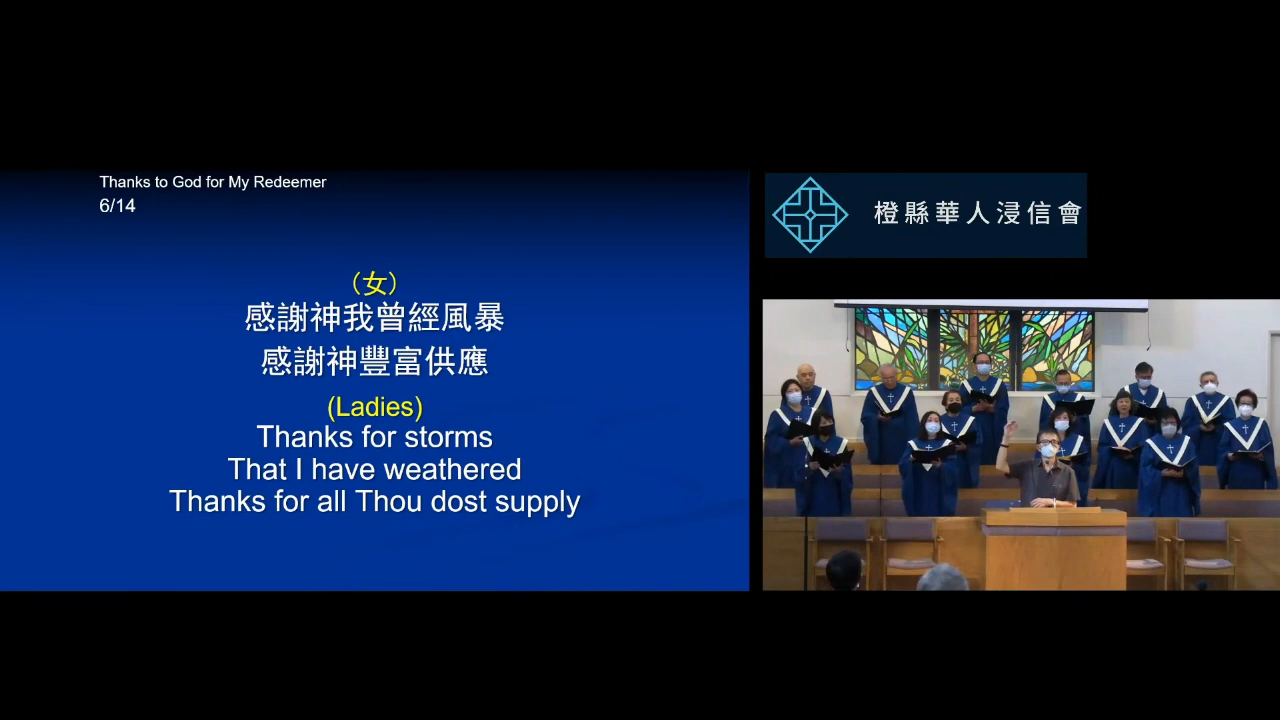 Thanks to God for My Redeemer
6/14
（女）
感謝神我曾經風暴
感謝神豐富供應
(Ladies)
Thanks for storms
That I have weathered
Thanks for all Thou dost supply
橙縣華人浸信會